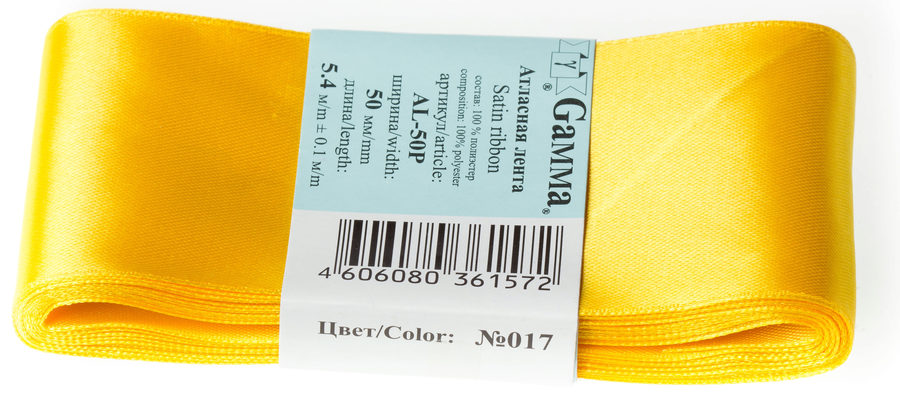 γ
GaMMa®
®
Атласная лента
Satin ribbon
состав: 100 % полиэстер
composition: 100% polyester
артикул/article:
AL-50P
ширина/width:
50 мм/mm
длина/length:
5.4 м/m ± 0.1 м/m
4 606080 361572
Цвет/Color: №017